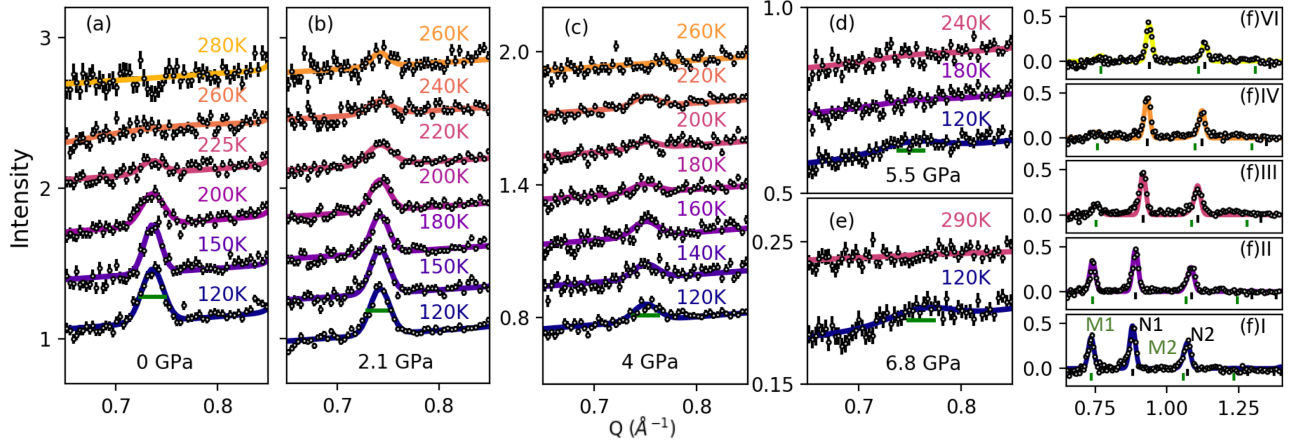 (a)
3
2
1
Intensity
280K
260K
225K
200K
150K
120K
0 GPa
0.7
0.8
(b)
260K
240K
220K
200K
180K
150K
120K
2.1 GPa
0.7
0.8
(c)
2.0
1.4
0.8
260K
220K
200K
180K
160K
140K
120K
4 GPa
0.7
0.8
Q (Å⁻¹)
(d)
1.0
0.5
240K
180K
120K
5.5 GPa
(e)
0.25
0.15
290K
120K
6.8 GPa
0.7
0.8
0.5
0.0
(f)VI
0.5
0.0
(f)IV
0.5
0.0
(f)III
0.5
0.0
(f)II
0.5
0.0
(f)I
M1
N1
M2
N2
0.75
1.00
1.25